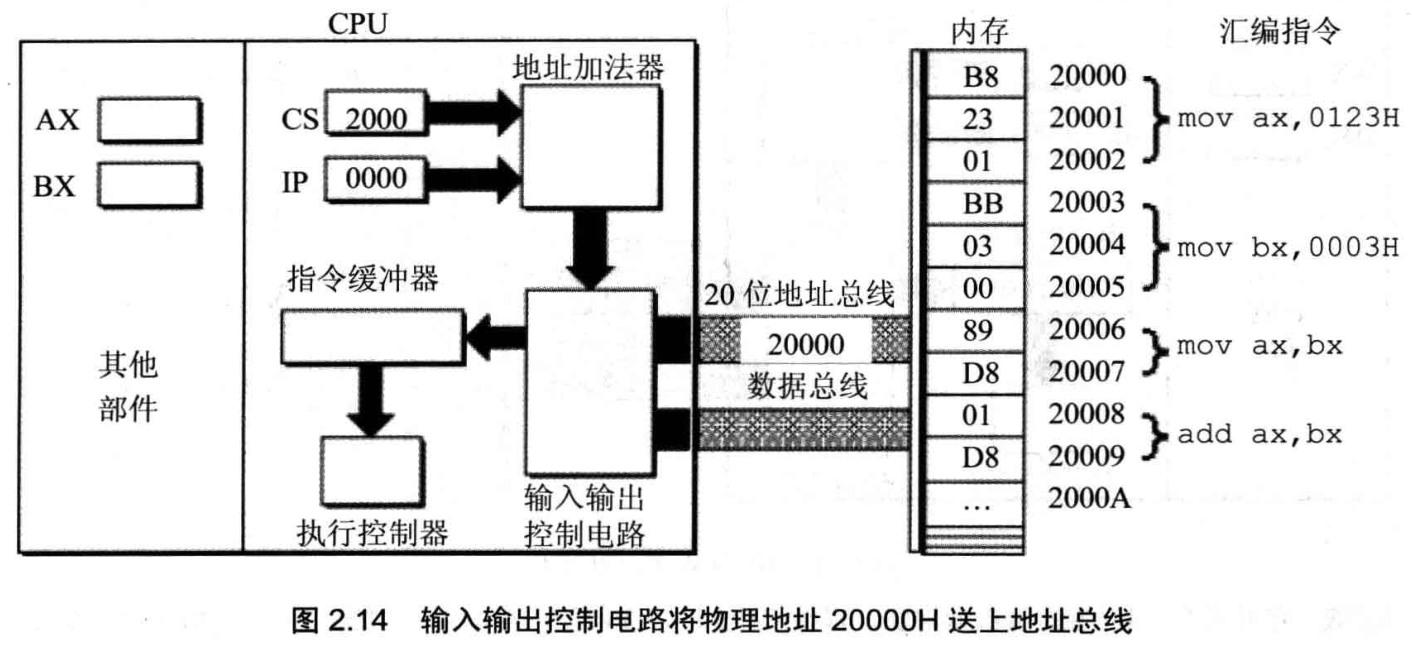 CPU
内存 汇编指令
地址加法器
AX
BX
CS 2000
IP 0000
指令缓冲器
其他
部件
执行控制器
输入输出
控制电路
20 位地址总线
20000
数据总线
B8 20000
23 20001
01 20002
mov ax,0123H
BB 20003
03 20004
00 20005
mov bx,0003H
89 20006
D8 20007
mov ax,bx
01 20008
D8 20009
add ax,bx
… 2000A
图 2.14 输入输出控制电路将物理地址 20000H 送上地址总线